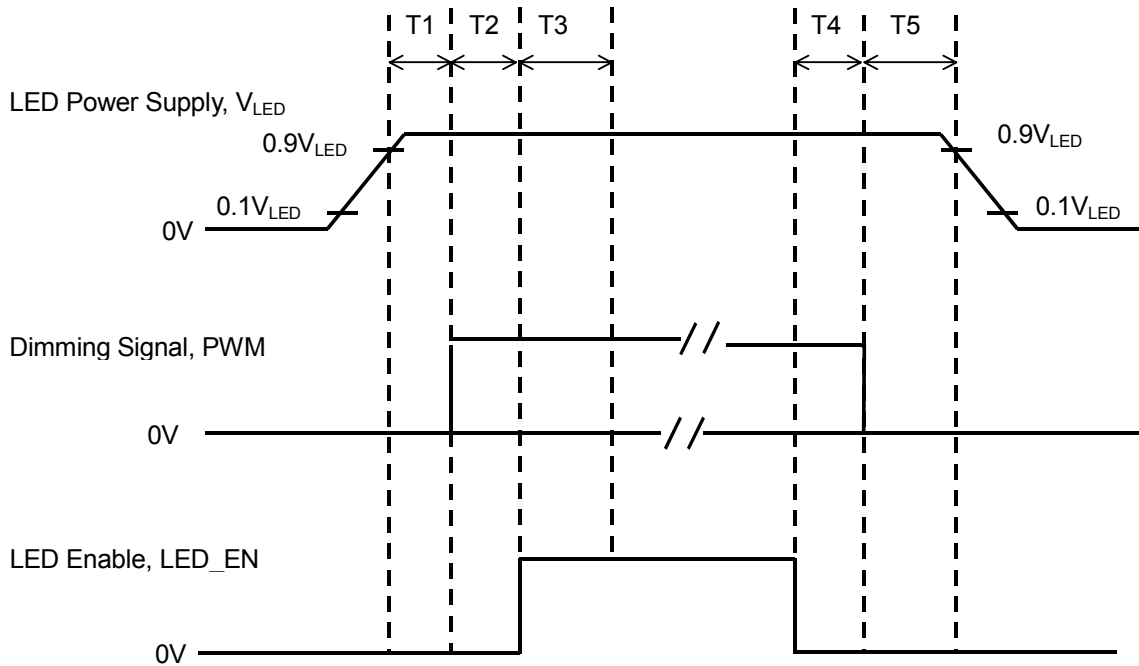 T1 T2 T3 T4 T5
LED Power Supply, VLED
0.9VLED 0.9VLED
0.1VLED 0.1VLED
0V
Dimming Signal, PWM
0V
LED Enable, LED_EN
0V